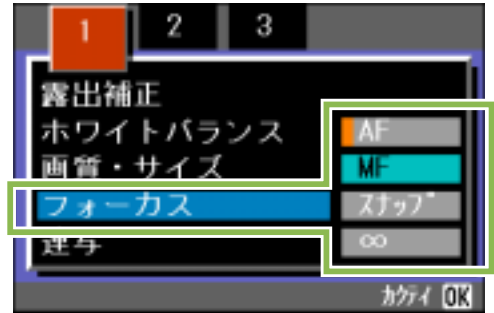 1 2 3
露出補正
ホワイトバランス AF
画質・サイズ MF
フォーカス ｽﾅｯﾌﾟ
連写 ∞
ｶｸﾃｲ OK